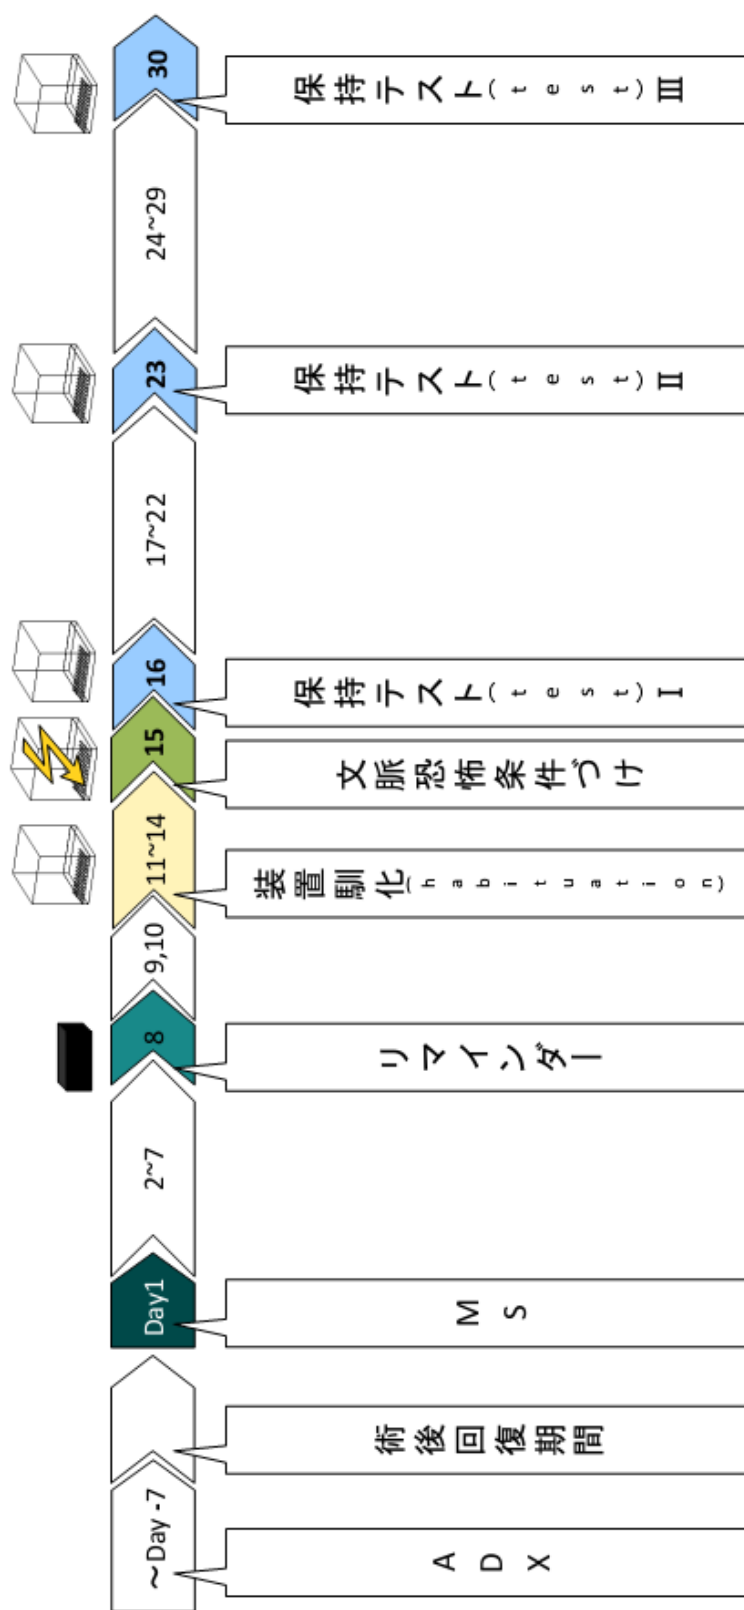 ~Day -7
Day1
2~7
8
9,10
11~14
15
16
17~22
23
24~29
30
ADX
術後回復期間
MS
リマインダー
装置馴化(habituation)
文脈恐怖条件づけ
保持テスト(test)Ⅰ
保持テスト(test)Ⅱ
保持テスト(test)Ⅲ